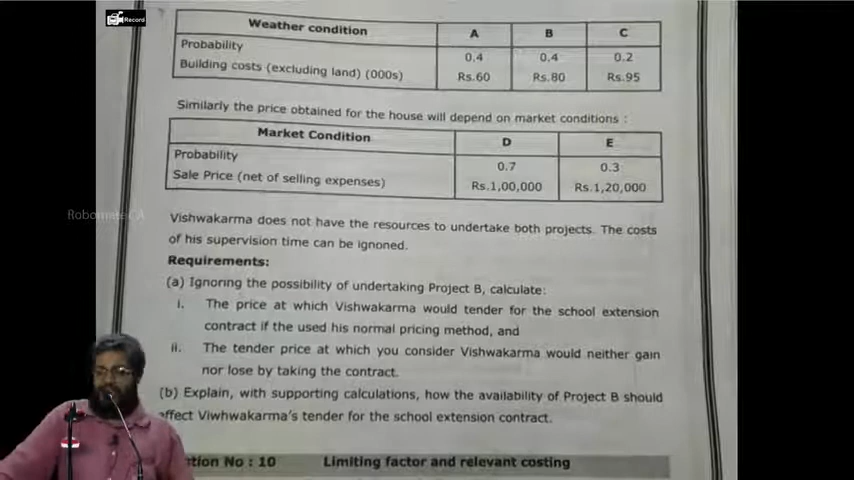 Record
Weather condition A B C
Probability 0.4 0.4 0.2
Building costs (excluding land) (000s) Rs.60 Rs.80 Rs.95
Similarly the price obtained for the house will depend on market conditions :
Market Condition D E
Probability 0.7 0.3
Sale Price (net of selling expenses) Rs.1,00,000 Rs.1,20,000
Vishwakarma does not have the resources to undertake both projects. The costs
of his supervision time can be ignoned.
Requirements:
(a) Ignoring the possibility of undertaking Project B, calculate:
i. The price at which Vishwakarma would tender for the school extension
contract if the used his normal pricing method, and
ii. The tender price at which you consider Vishwakarma would neither gain
nor lose by taking the contract.
(b) Explain, with supporting calculations, how the availability of Project B should
affect Viwhwakarma's tender for the school extension contract.
tion No : 10 Limiting factor and relevant costing